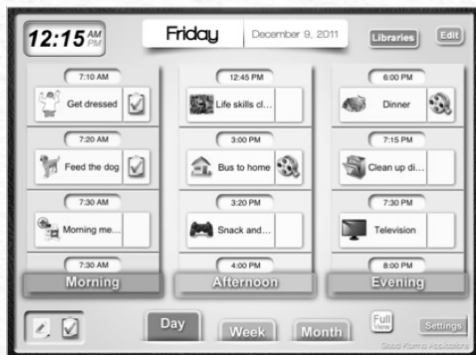 12:15 AM PM
Friday
December 9, 2011
Libraries
Edit
7:10 AM
Get dressed
7:20 AM
Feed the dog
7:30 AM
Morning me...
7:30 AM
Morning
12:45 PM
Life skills cl...
3:00 PM
Bus to home
3:20 PM
Snack and...
4:00 PM
Afternoon
6:00 PM
Dinner
7:15 PM
Clean up di...
7:30 PM
Television
8:00 PM
Evening
Day
Week
Month
Full
View
Settings
Good Karma Applications